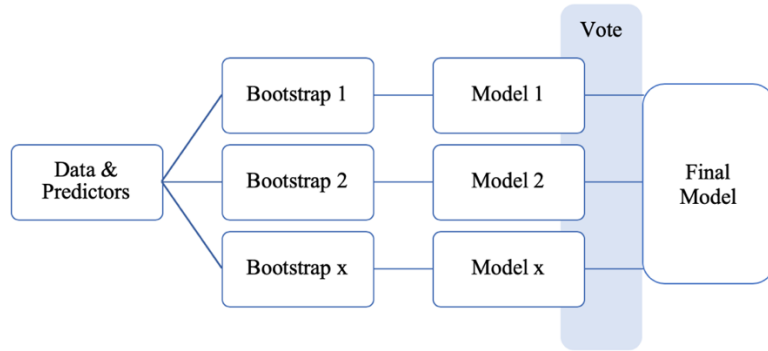 Vote
Bootstrap 1
Model 1
Data &
Predictors
Bootstrap 2
Model 2
Final
Model
Bootstrap x
Model x